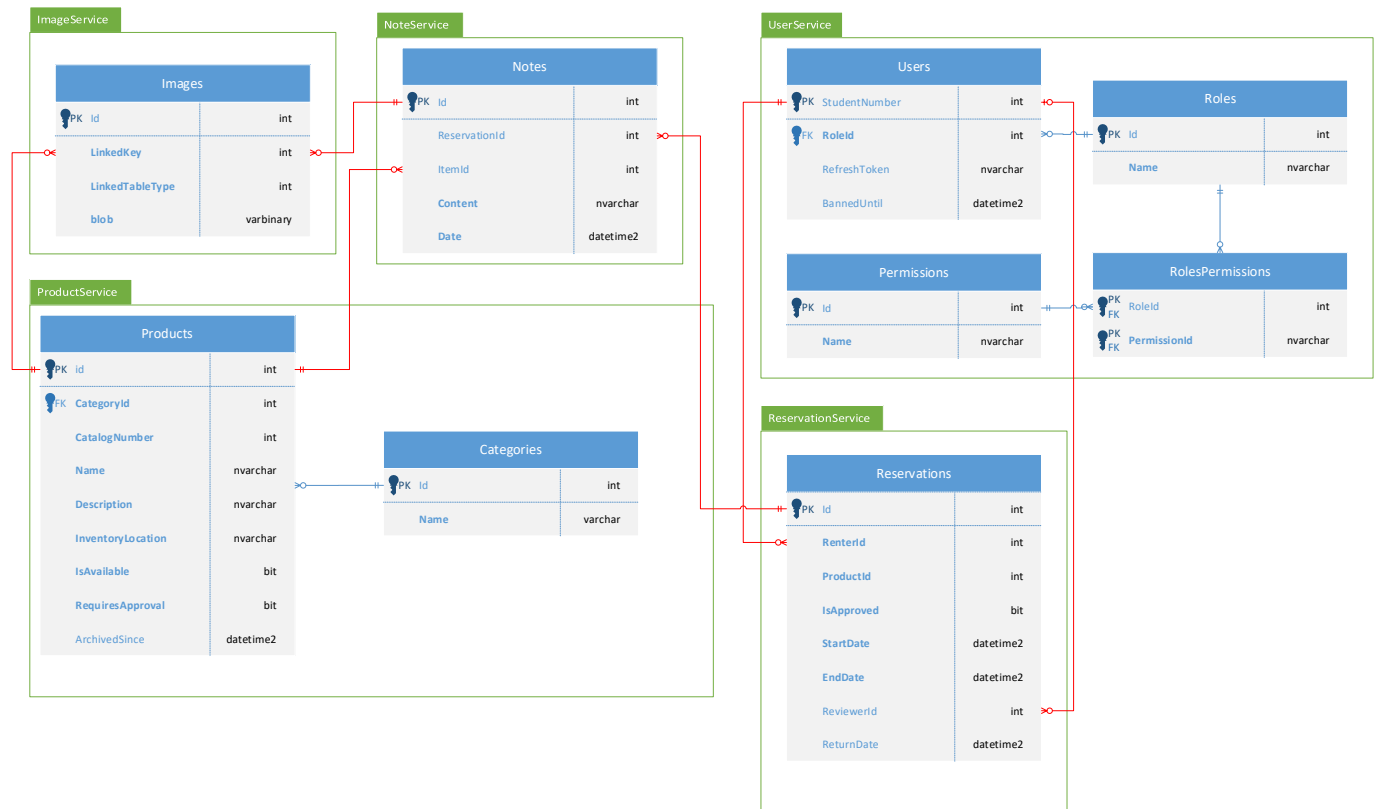 ImageService
Images
PK Id int
LinkedKey int
LinkedTableType int
blob varbinary
NoteService
Notes
PK Id int
ReservationId int
ItemId int
Content nvarchar
Date datetime2
UserService
Users
PK StudentNumber int
FK RoleId int
RefreshToken nvarchar
BannedUntil datetime2
Roles
PK Id int
Name nvarchar
Permissions
PK Id int
Name nvarchar
RolesPermissions
PK
FK
RoleId int
PK
FK
PermissionId nvarchar
ProductService
Products
PK id int
FK CategoryId int
CatalogNumber int
Name nvarchar
Description nvarchar
InventoryLocation nvarchar
IsAvailable bit
RequiresApproval bit
ArchivedSince datetime2
Categories
PK Id int
Name varchar
ReservationService
Reservations
PK Id int
RenterId int
ProductId int
IsApproved bit
StartDate datetime2
EndDate datetime2
ReviewerId int
ReturnDate datetime2